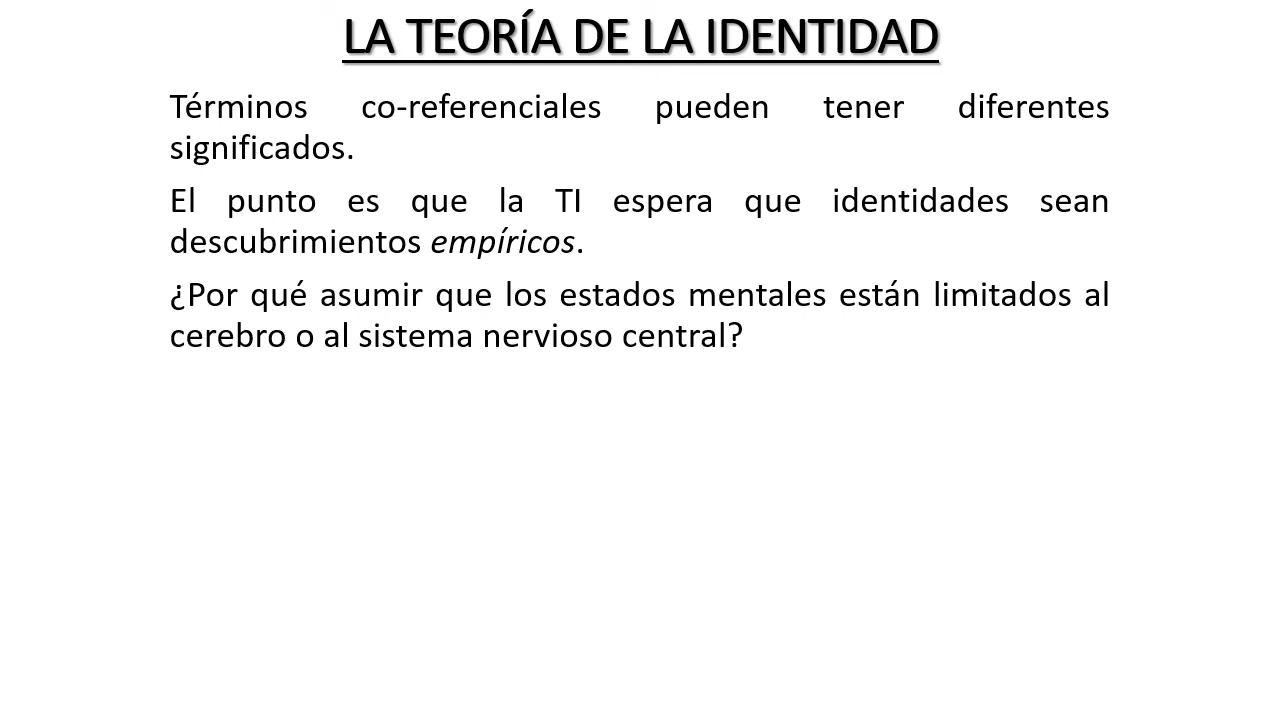 LA TEORÍA DE LA IDENTIDAD
Términos co-referenciales pueden tener diferentes
significados.
El punto es que la TI espera que identidades sean
descubrimientos empíricos.
¿Por qué asumir que los estados mentales están limitados al
cerebro o al sistema nervioso central?